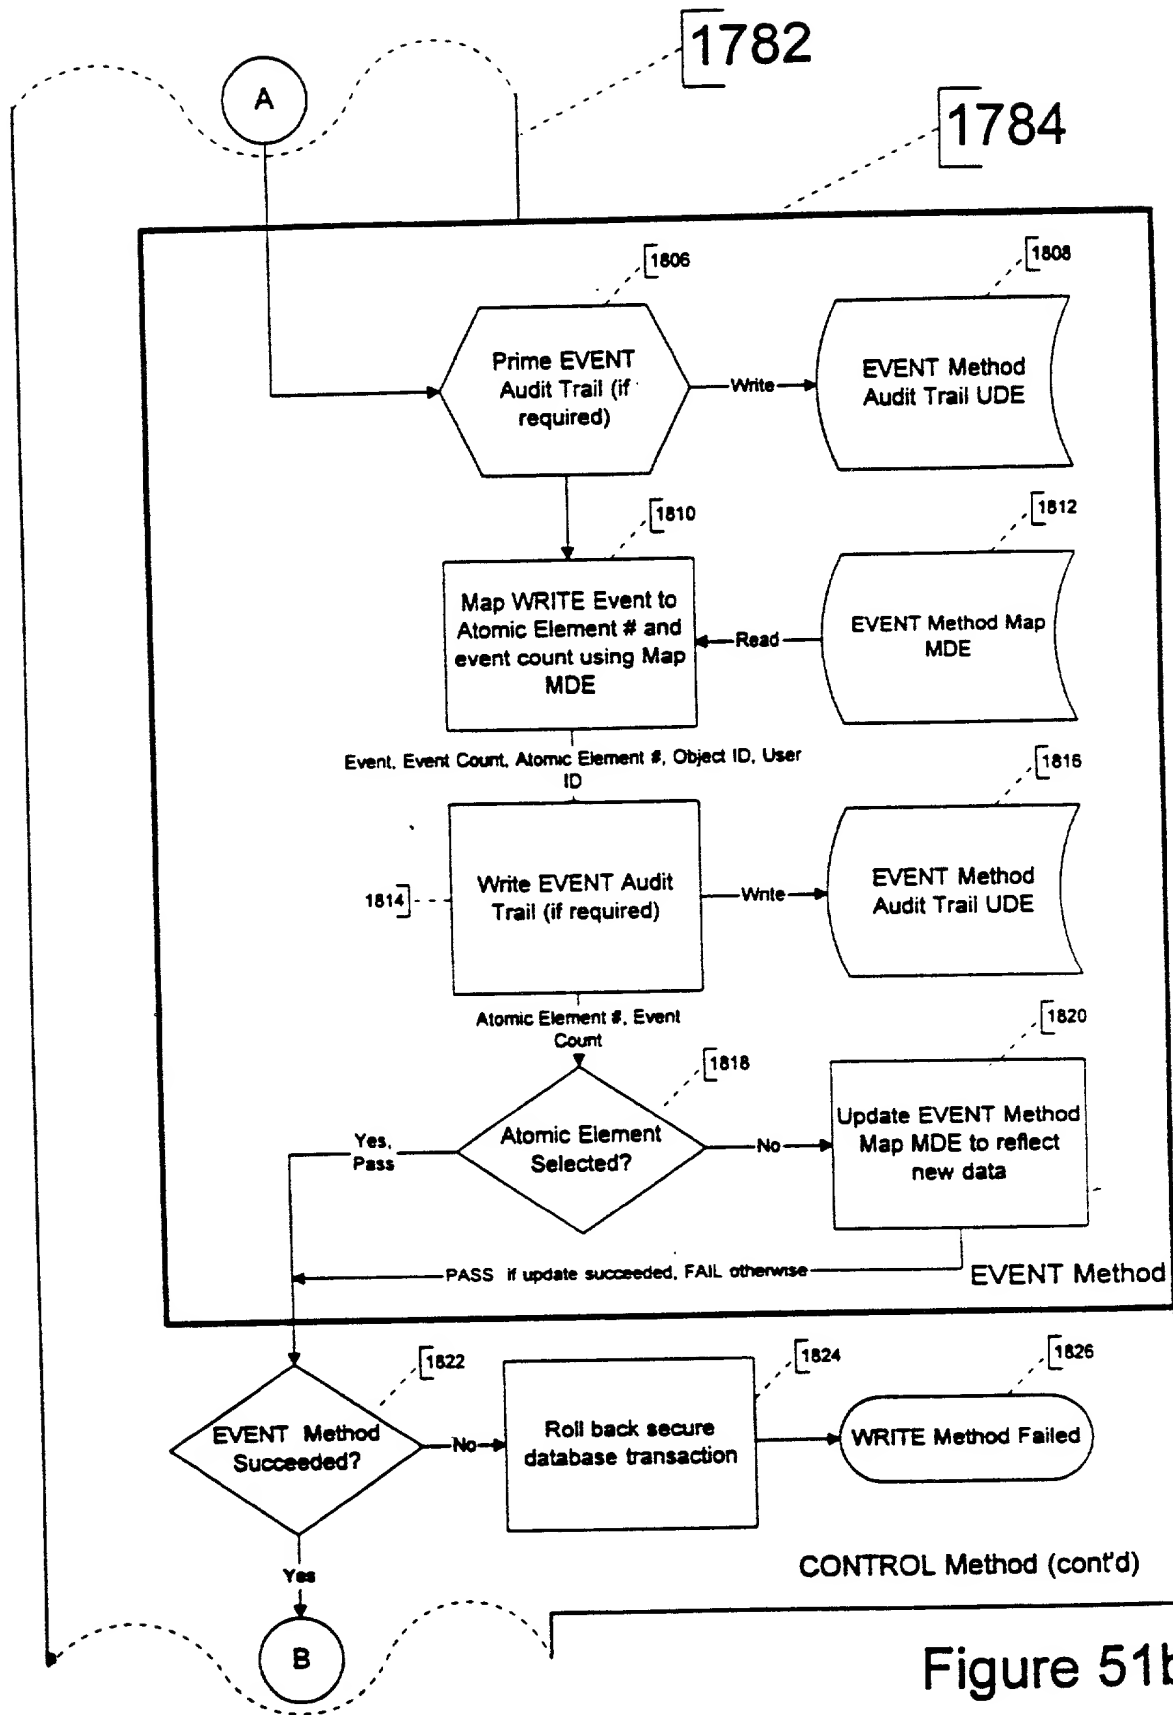 1782
A
1784
1806
1808
Prime EVENT
Audit Trail (if
required)
Write
EVENT Method
Audit Trail UDE
1810
1812
Map WRITE Event to
Atomic Element # and
event count using Map
MDE
Read
EVENT Method Map
MDE
Event, Event Count, Atomic Element #, Object ID, User
ID
1816
1814
Write EVENT Audit
Trail (if required)
Write
EVENT Method
Audit Trail UDE
Atomic Element #, Event
Count
1818
1820
Yes,
Pass
Atomic Element
Selected?
No
Update EVENT Method
Map MDE to reflect
new data
PASS if update succeeded, FAIL otherwise
EVENT Method
1822
1824
1826
EVENT Method
Succeeded?
No
Roll back secure
database transaction
WRITE Method Failed
Yes
CONTROL Method (cont'd)
B
Figure 51b